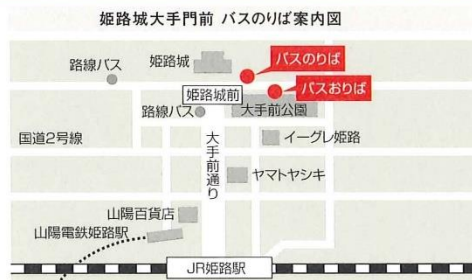 姫路城大手門前 バスのりば案内図
バスのりば
路線バス
姫路城
バスおりば
姫路城前
路線バス
大手前公園
国道2号線
イーグレ姫路
大手前通り
ヤマトヤシキ
山陽百貨店
山陽電鉄姫路駅
JR姫路駅